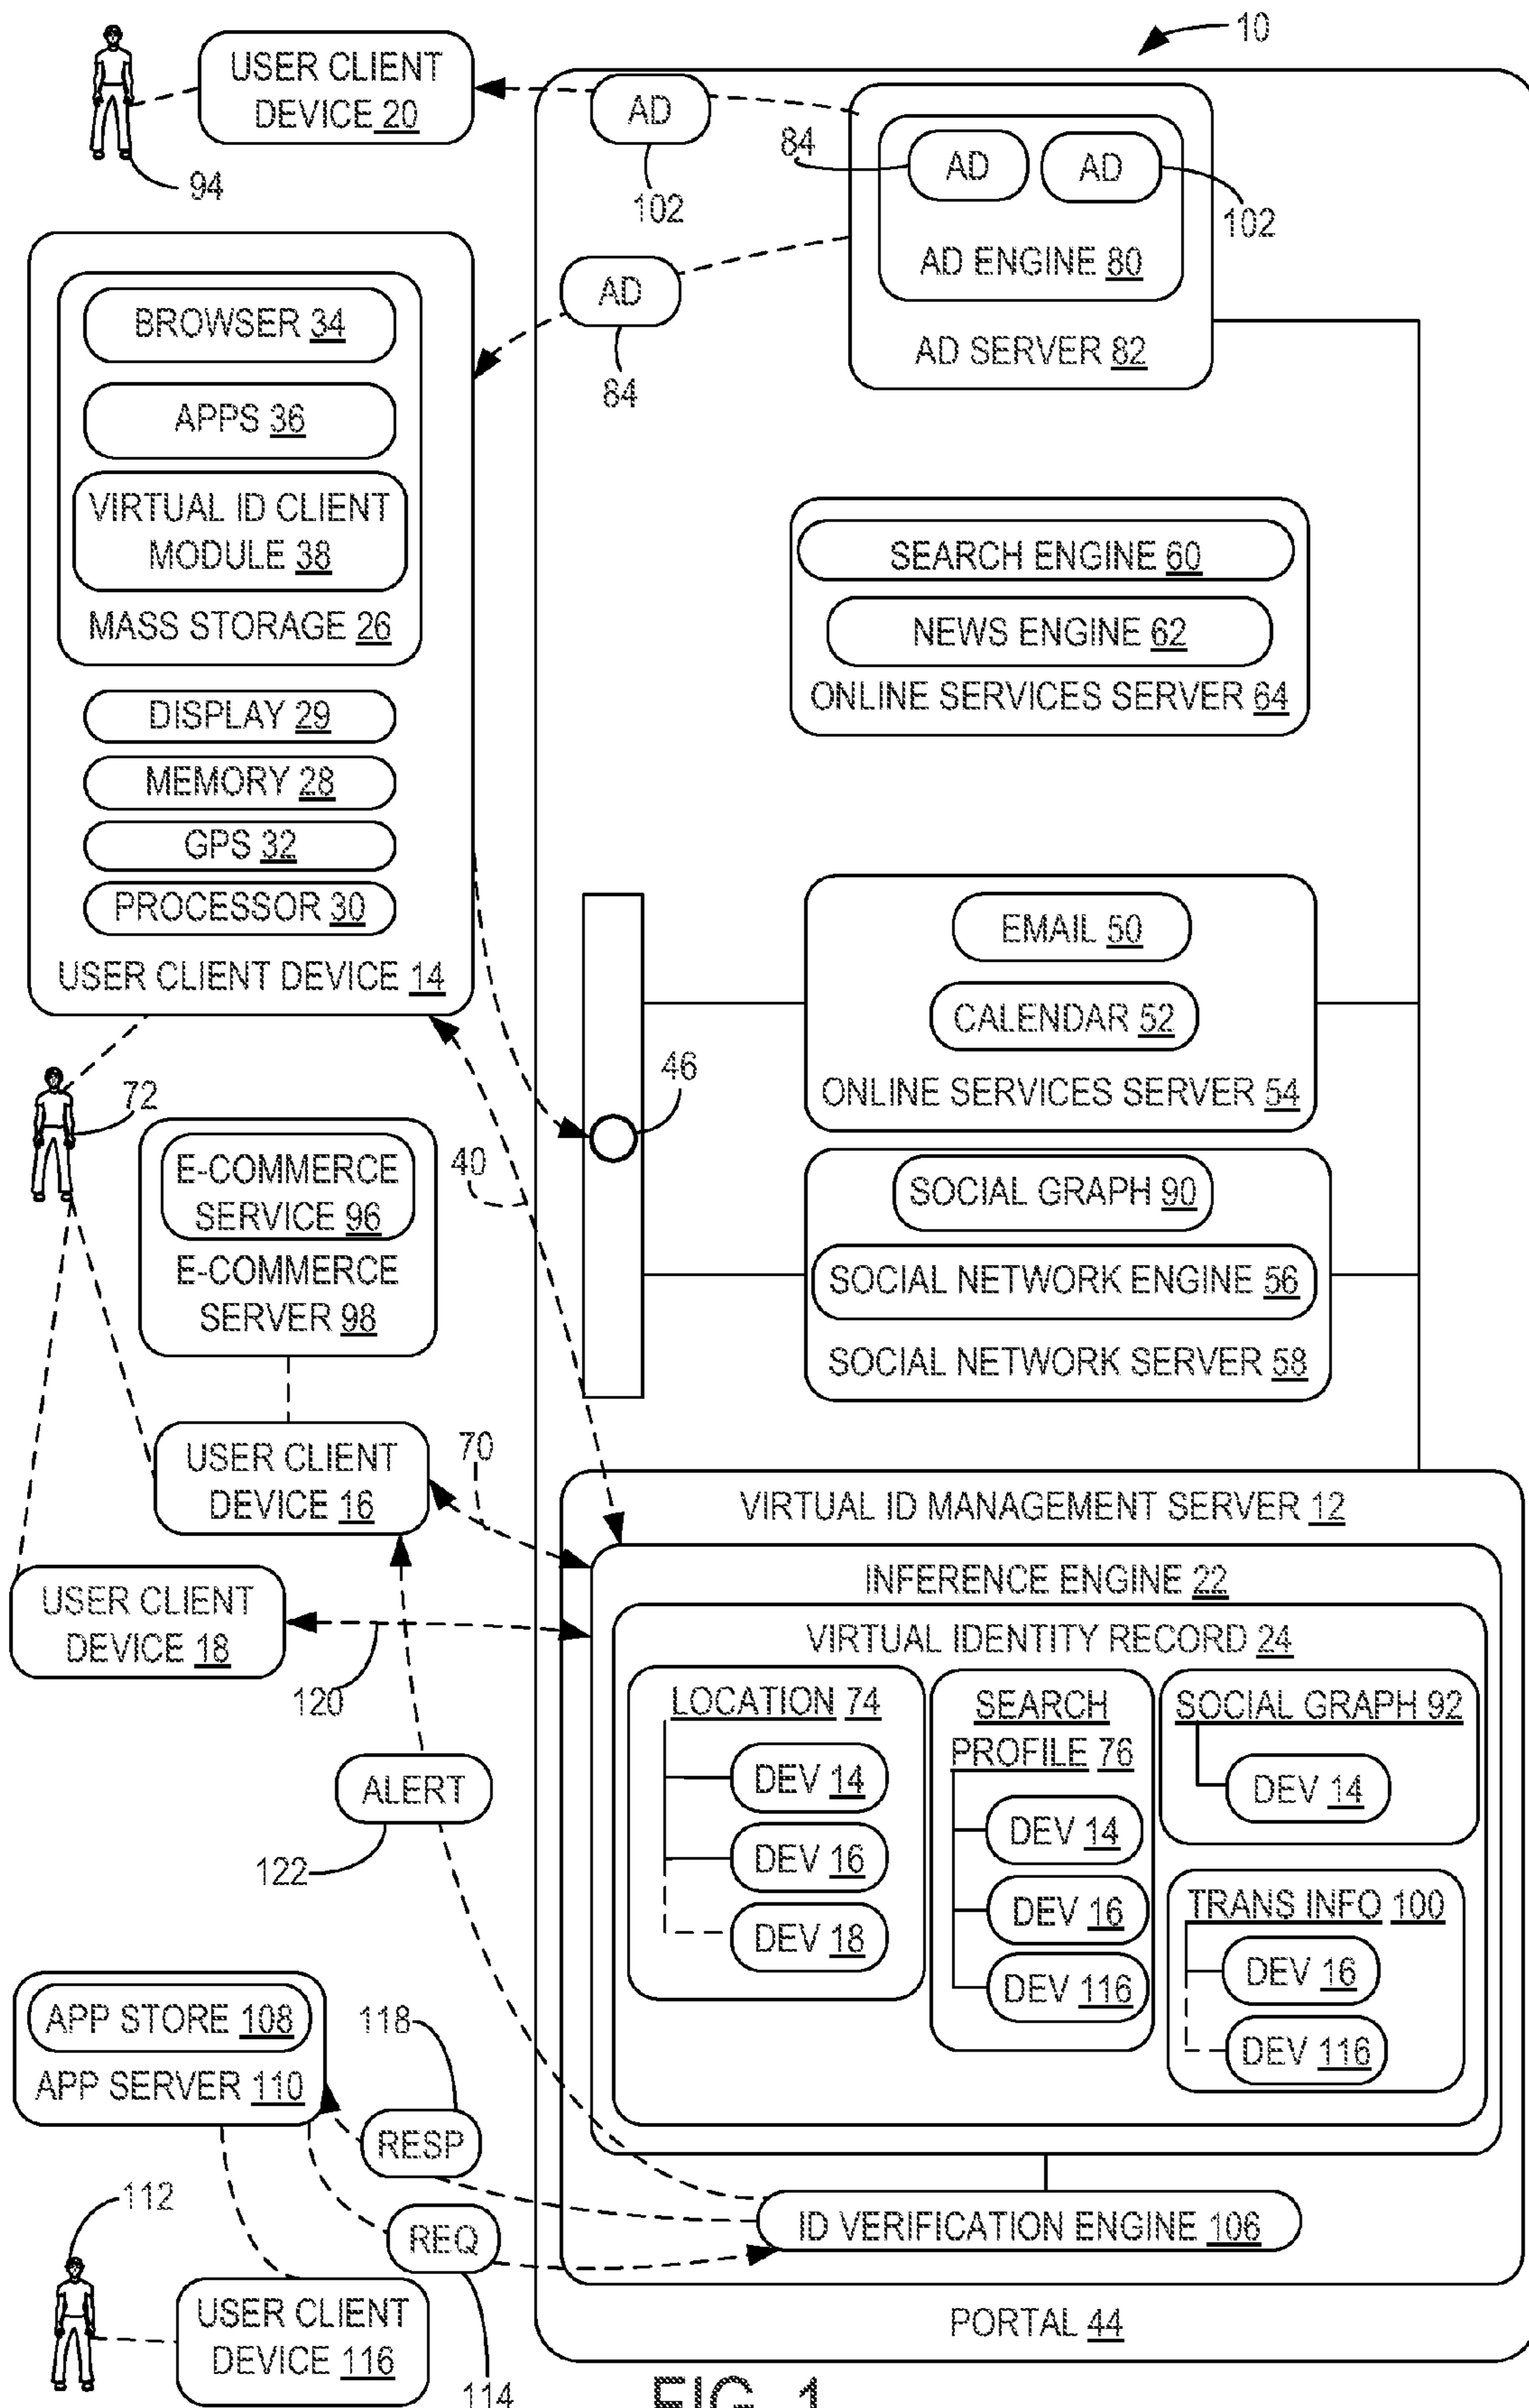 10
USER CLIENT
DEVICE 20
94
AD
102
84
AD
AD
102
AD ENGINE 80
AD SERVER 82
AD
84
BROWSER 34
APPS 36
VIRTUAL ID CLIENT
MODULE 38
MASS STORAGE 26
DISPLAY 29
MEMORY 28
GPS 32
PROCESSOR 30
USER CLIENT DEVICE 14
SEARCH ENGINE 60
NEWS ENGINE 62
ONLINE SERVICES SERVER 64
EMAIL 50
CALENDAR 52
ONLINE SERVICES SERVER 54
46
72
E-COMMERCE
SERVICE 96
E-COMMERCE
SERVER 98
40
SOCIAL GRAPH 90
SOCIAL NETWORK ENGINE 56
SOCIAL NETWORK SERVER 58
USER CLIENT
DEVICE 16
70
USER CLIENT
DEVICE 18
120
VIRTUAL ID MANAGEMENT SERVER 12
INFERENCE ENGINE 22
VIRTUAL IDENTITY RECORD 24
LOCATION 74
DEV 14
DEV 16
DEV 18
SEARCH
PROFILE 76
DEV 14
DEV 16
DEV 116
SOCIAL GRAPH 92
DEV 14
TRANS INFO 100
DEV 16
DEV 116
ALERT
122
APP STORE 108
APP SERVER 110
118
RESP
REQ
114
112
USER CLIENT
DEVICE 116
ID VERIFICATION ENGINE 106
PORTAL 44
FIG. 1